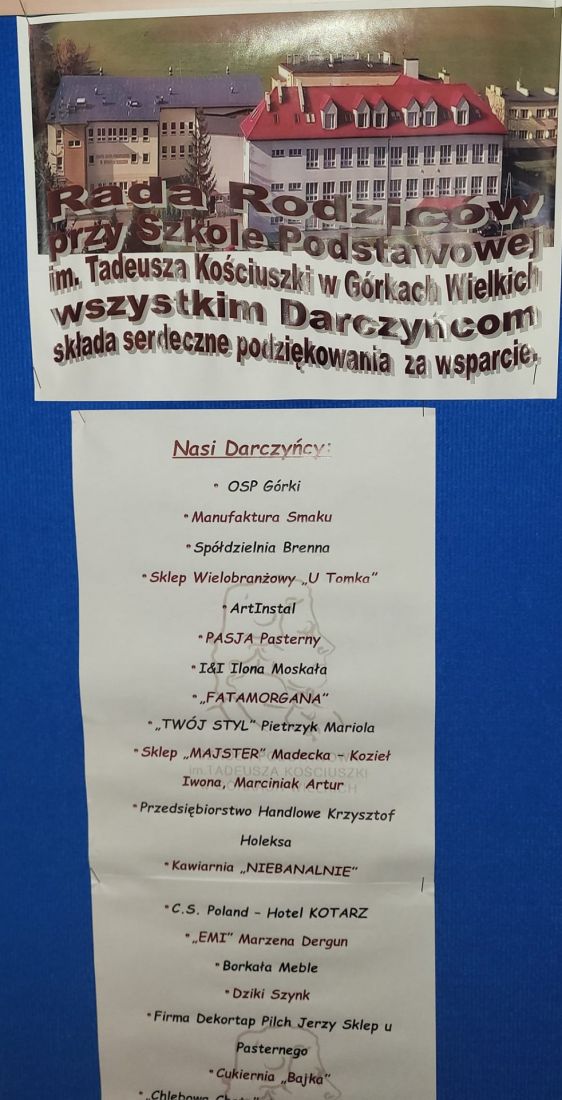 Rada Rodziców
przy Szkole Podstawowej
im. Tadeusza Kościuszki w Górkach Wielkich
wszystkim Darczyńcom
składa serdeczne podziękowania za wsparcie.
Nasi Darczyńcy:
• OSP Górki
• Manufaktura Smaku
• Spółdzielnia Brenna
• Sklep Wielobranżowy „U Tomka”
• ArtInstal
• PASJA Pasterny
• I&I Ilona Moskała
• „FATAMORGANA”
• „TWÓJ STYL” Pietrzyk Mariola
• Sklep „MAJSTER” Madecka – Kozieł
im. TADEUSZA KOŚCIUSZKI
Iwona, Marciniak Artur
• Przedsiębiorstwo Handlowe Krzysztof
Holeksa
• Kawiarnia „NIEBANALNIE”
• C.S. Poland – Hotel KOTARZ
• „EMI” Marzena Dergun
• Borkała Meble
• Dziki Szynk
• Firma Dekortap Pilch Jerzy Sklep u
Pasternego
• Cukiernia „Bajka”